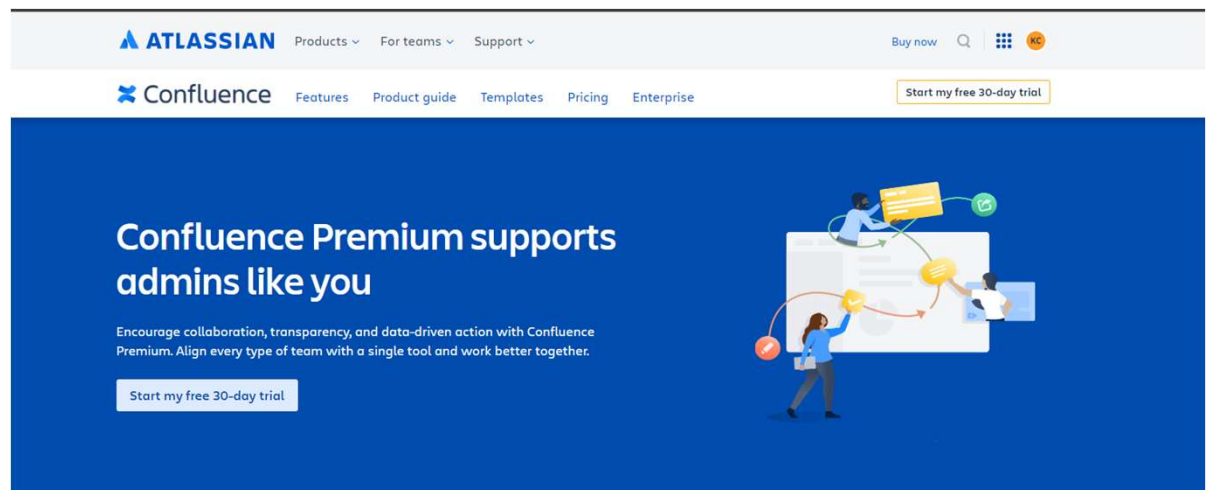 ATLASSIAN Products For teams Support Buy now KC
Confluence Features Product guide Templates Pricing Enterprise Start my free 30-day trial
Confluence Premium supports
admins like you
Encourage collaboration, transparency, and data-driven action with Confluence
Premium. Align every type of team with a single tool and work better together.
Start my free 30-day trial